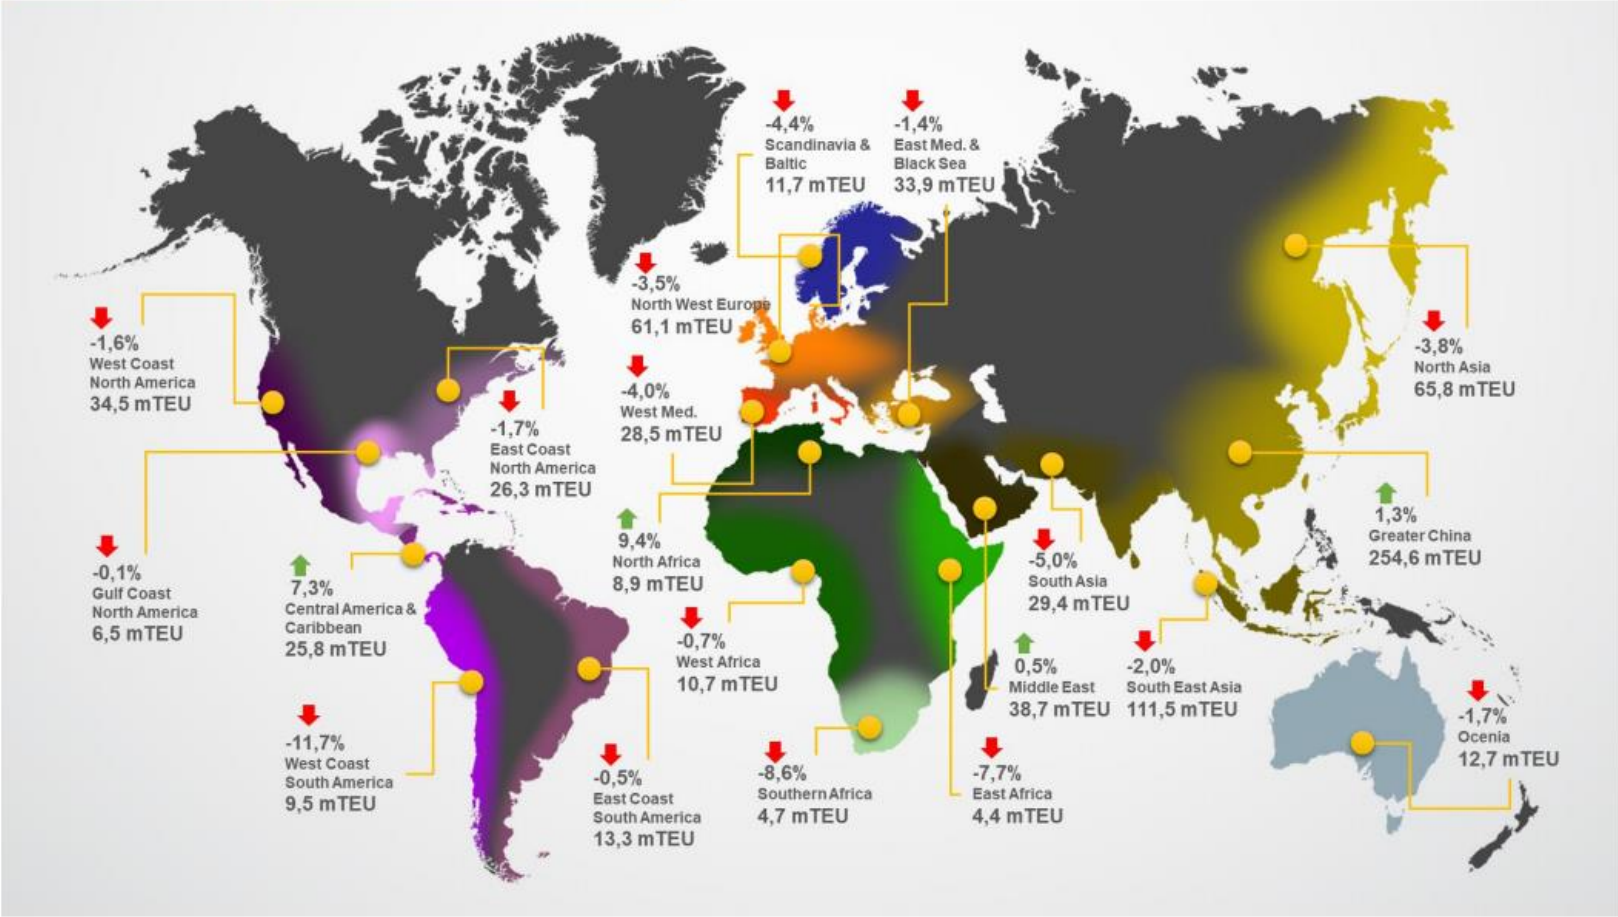 -4,4%
Scandinavia &
Baltic
11,7 mTEU
-1,4%
East Med. &
Black Sea
33,9 mTEU
-3,5%
North West Europe
61,1 mTEU
-1,6%
West Coast
North America
34,5 mTEU
-3,8%
North Asia
65,8 mTEU
-4,0%
West Med.
28,5 mTEU
-1,7%
East Coast
North America
26,3 mTEU
1,3%
Greater China
254,6 mTEU
9,4%
North Africa
8,9 mTEU
-0,1%
Gulf Coast
North America
6,5 mTEU
7,3%
Central America &
Caribbean
25,8 mTEU
-5,0%
South Asia
29,4 mTEU
-0,7%
West Africa
10,7 mTEU
0,5%
Middle East
38,7 mTEU
-2,0%
South East Asia
111,5 mTEU
-1,7%
Ocenia
12,7 mTEU
-11,7%
West Coast
South America
9,5 mTEU
-0,5%
East Coast
South America
13,3 mTEU
-8,6%
Southern Africa
4,7 mTEU
-7,7%
East Africa
4,4 mTEU